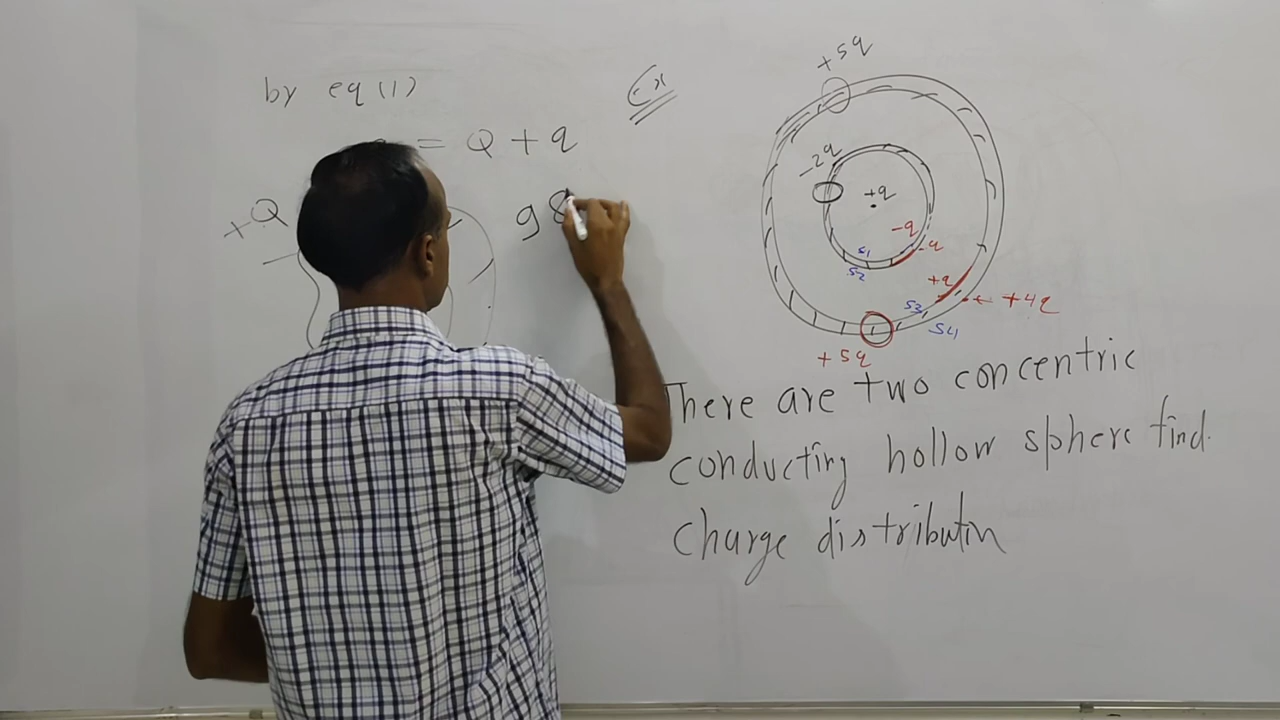 by eq (1)
= Q + q
+Q
98
Ex
+5q
-2q
+q
-q
-q
S1
S2
+q
+4q
S3
S4
+5q
There are two concentric
conducting hollow sphere find.
charge distributin